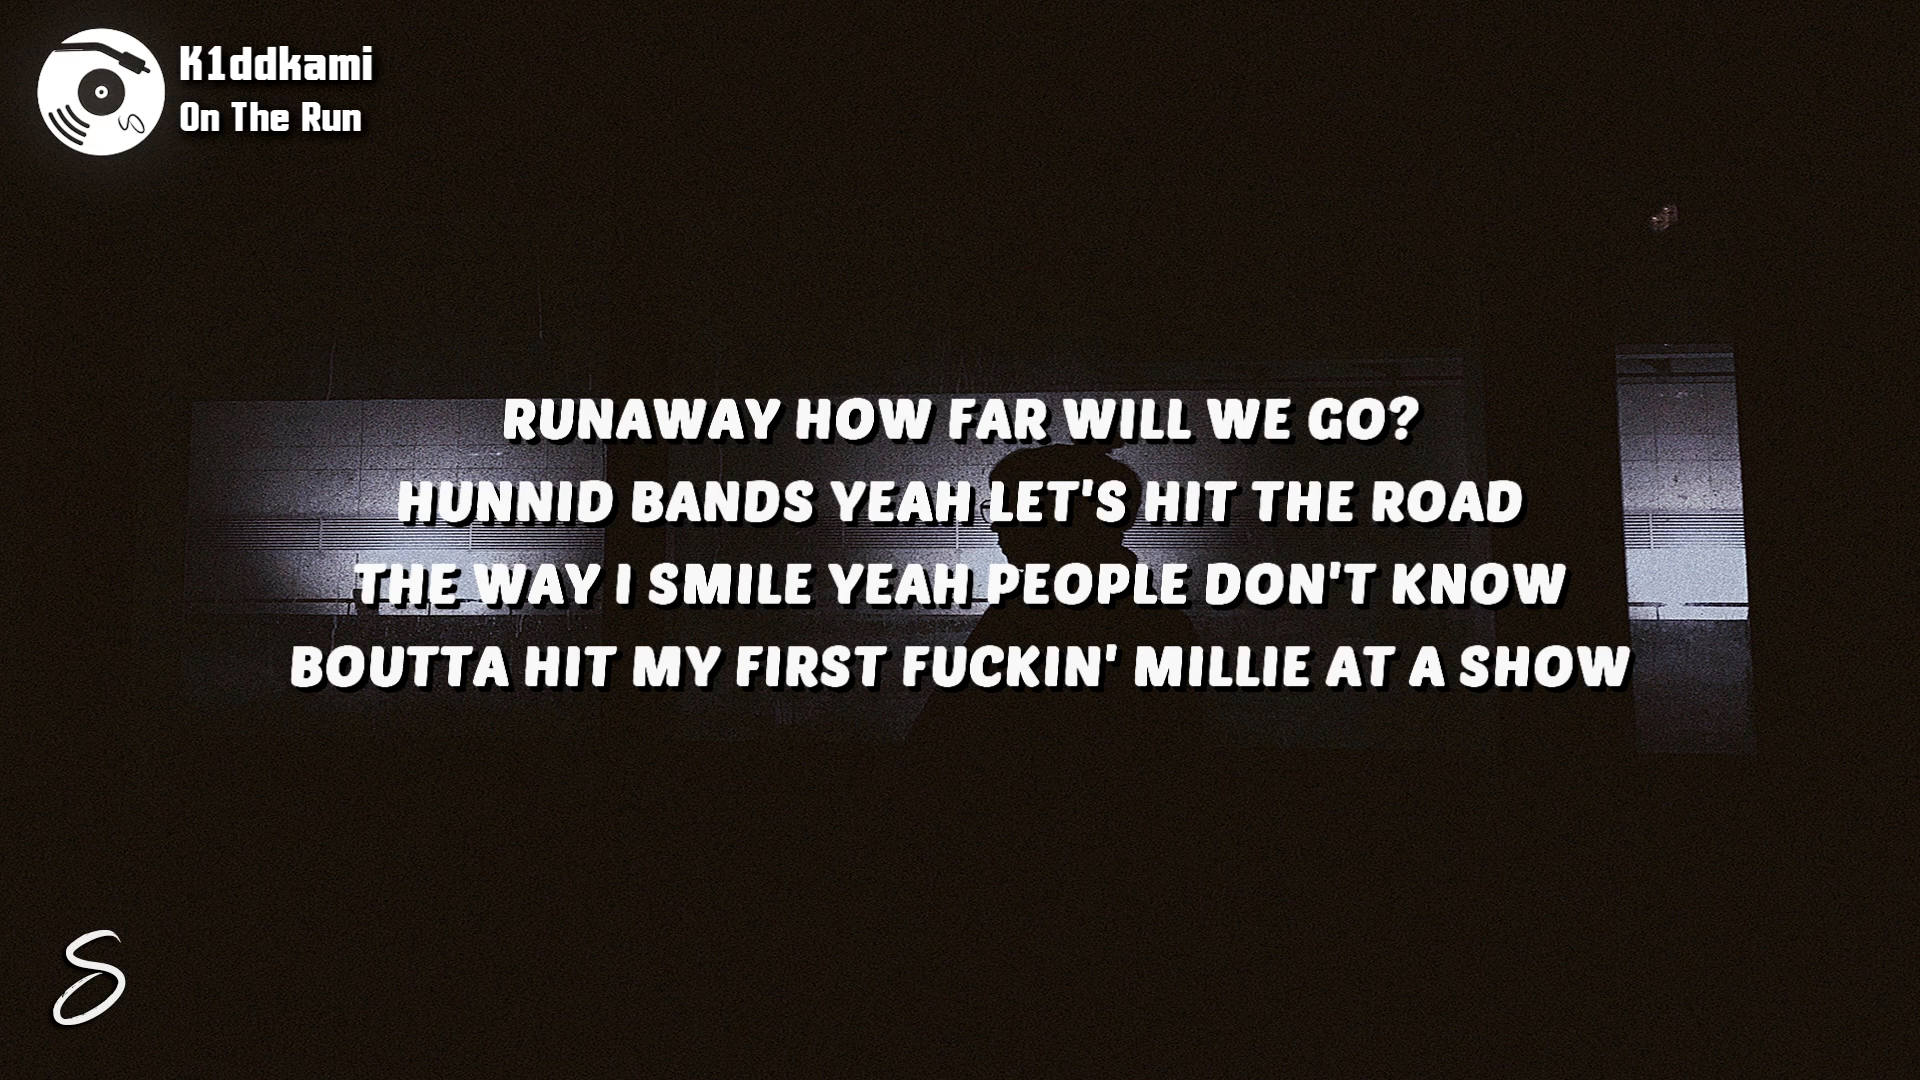 K1ddkami
On The Run
RUNAWAY HOW FAR WILL WE GO?
HUNNID BANDS YEAH LET'S HIT THE ROAD
THE WAY I SMILE YEAH PEOPLE DON'T KNOW
BOUTTA HIT MY FIRST FUCKIN' MILLIE AT A SHOW
S